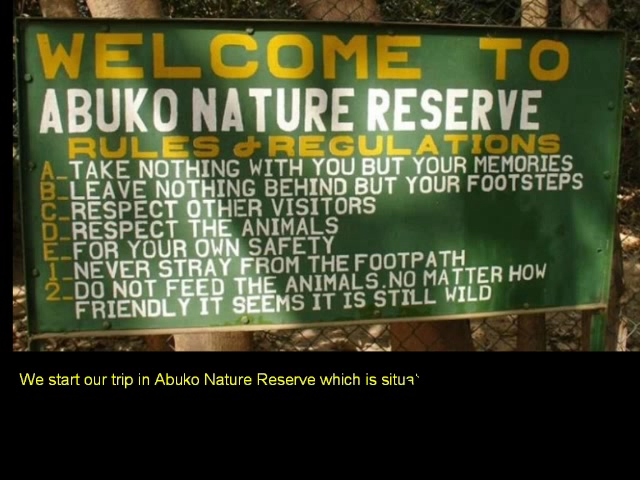 WELCOME TO
ABUKO NATURE RESERVE
RULES & REGULATIONS
A_TAKE NOTHING WITH YOU BUT YOUR MEMORIES
B_LEAVE NOTHING BEHIND BUT YOUR FOOTSTEPS
C_RESPECT OTHER VISITORS
D_RESPECT THE ANIMALS
E_FOR YOUR OWN SAFETY
1_NEVER STRAY FROM THE FOOTPATH
2_DO NOT FEED THE ANIMALS. NO MATTER HOW
FRIENDLY IT SEEMS IT IS STILL WILD
We start our trip in Abuko Nature Reserve which is